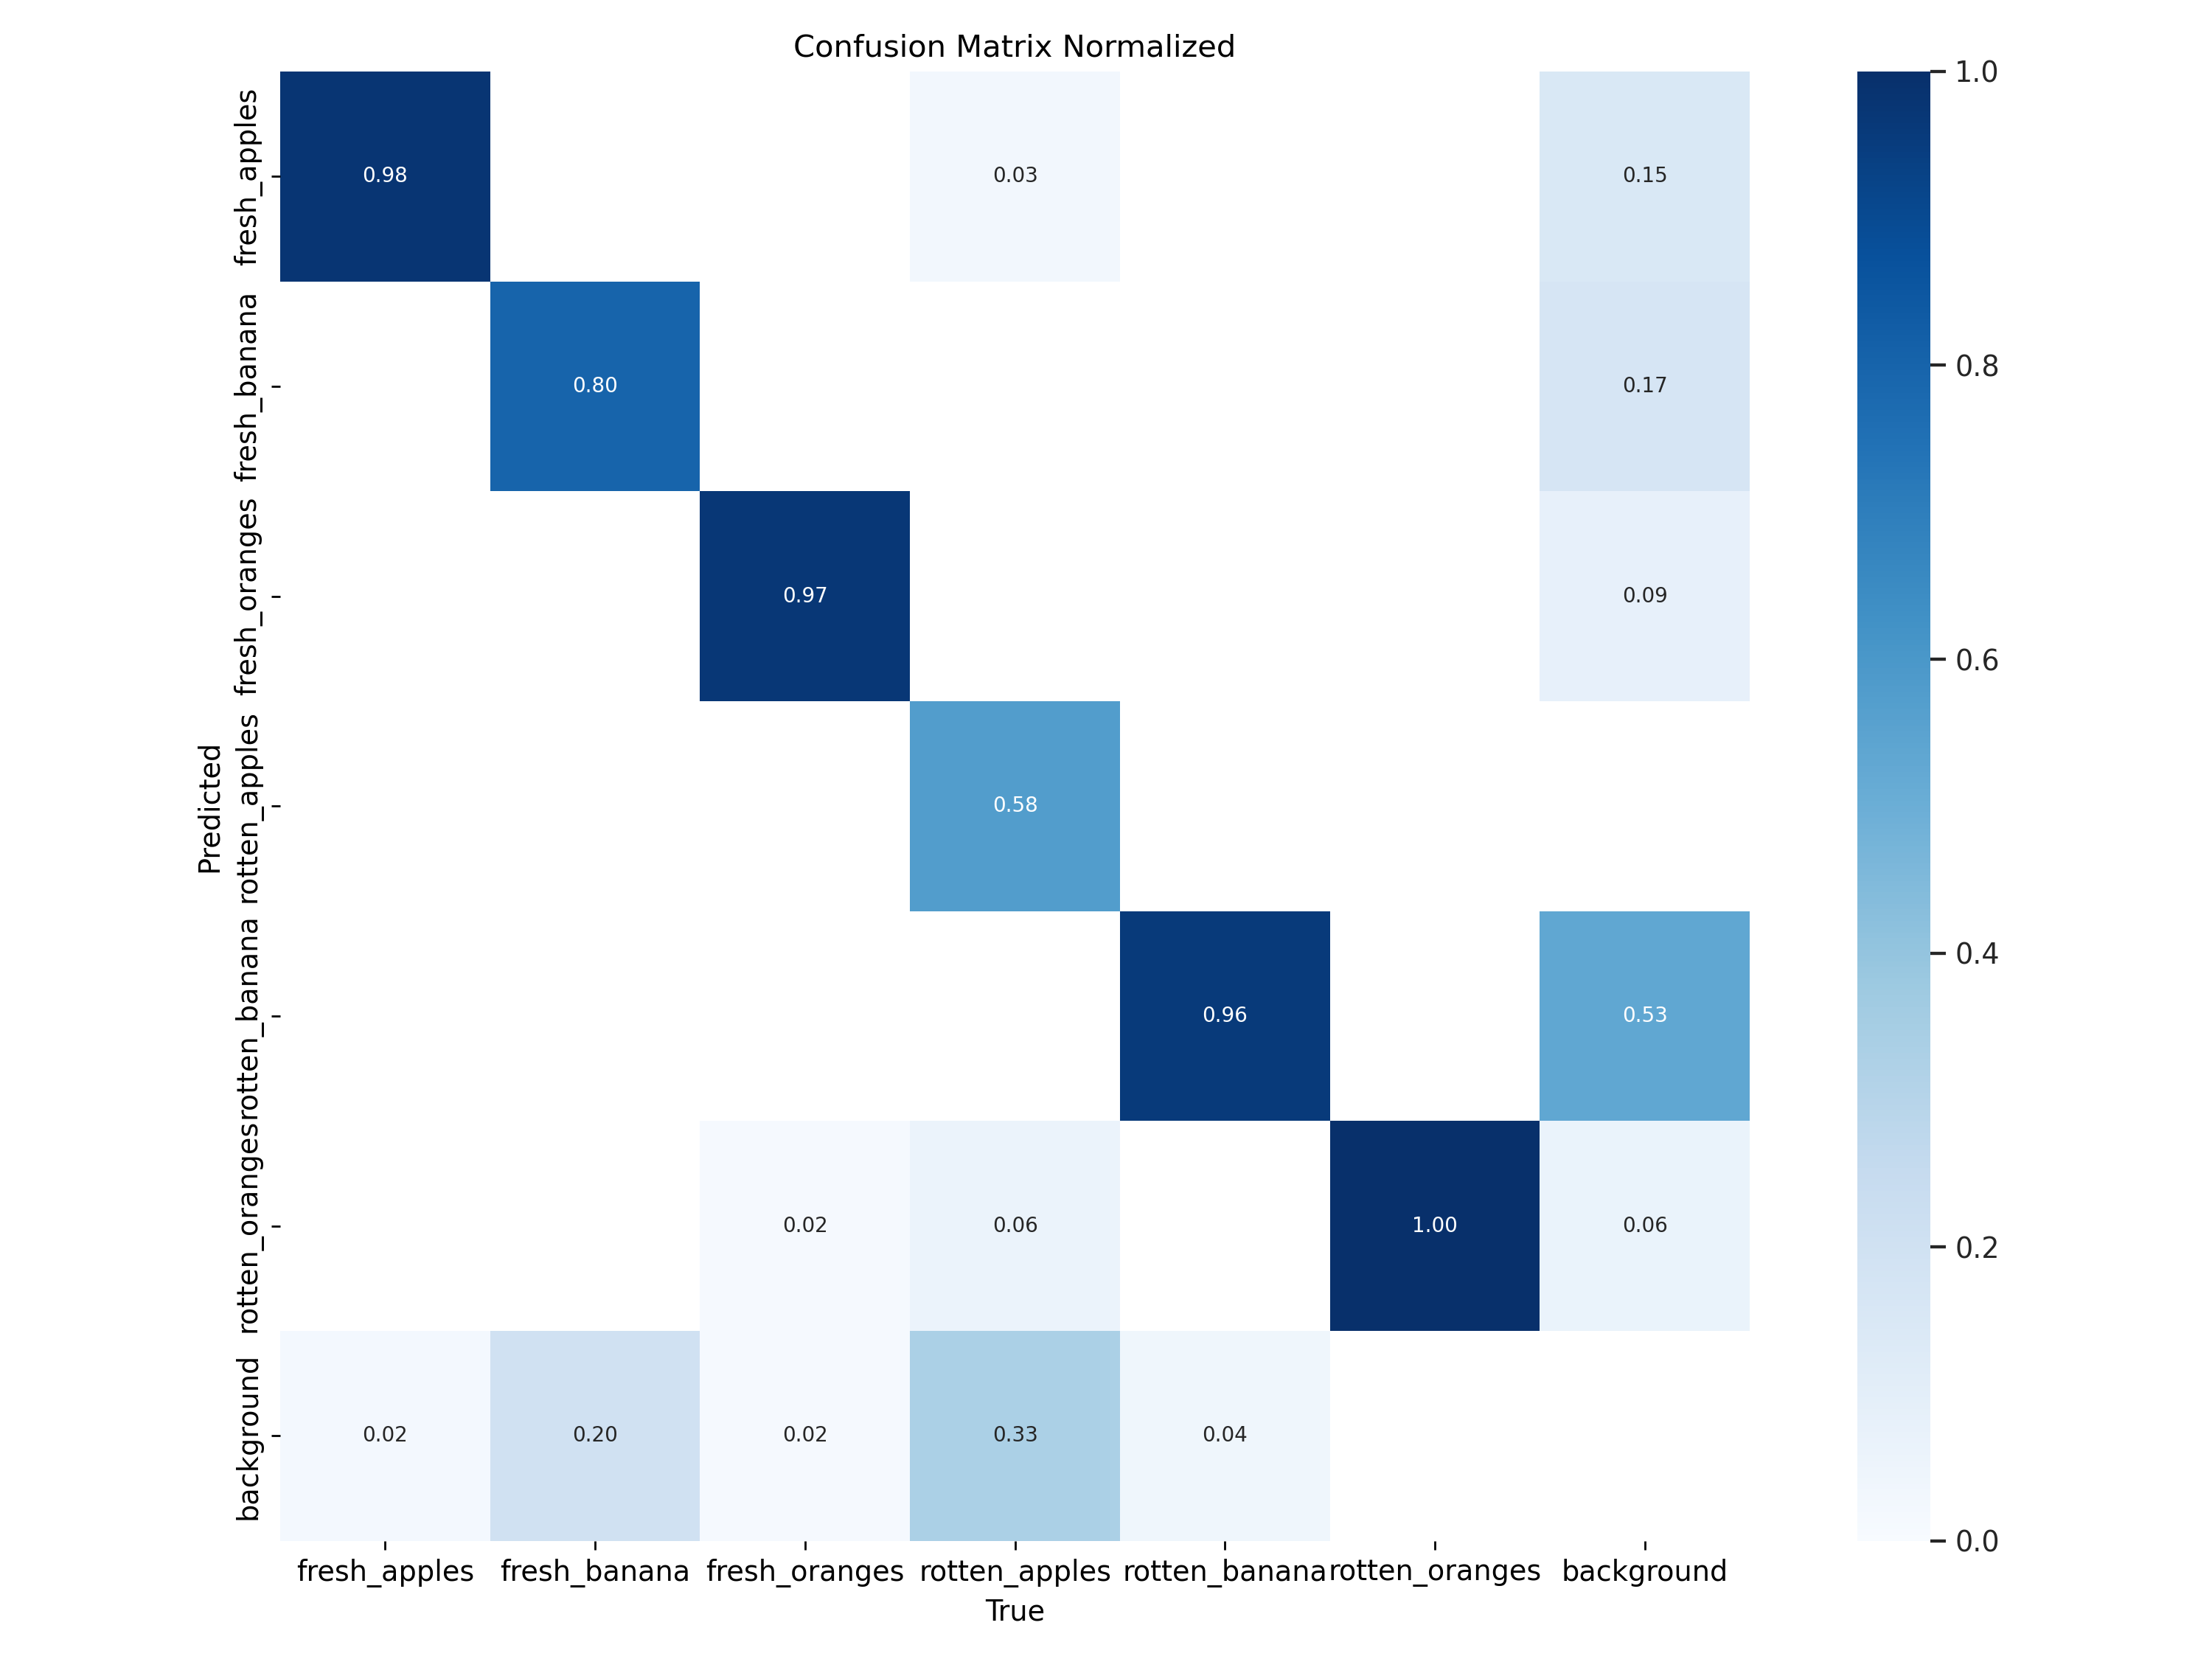 Confusion Matrix Normalized
fresh_apples
0.98
0.03
0.15
fresh_banana
0.80
0.17
fresh_oranges
0.97
0.09
rotten_apples
0.58
rotten_banana
0.96
0.53
rotten_oranges
0.02
0.06
1.00
0.06
background
0.02
0.20
0.02
0.33
0.04
Predicted
fresh_apples
fresh_banana
fresh_oranges
rotten_apples
rotten_banana
rotten_oranges
background
True
1.0
0.8
0.6
0.4
0.2
0.0